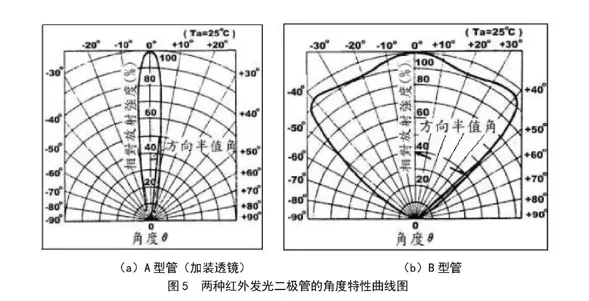 (Ta=25℃)
-20° -10° 0° +10° +20°
-30° +30°
100
80
60
40
20
相對放射強度(%)
方向半值角
-40° +40°
-50° +50°
-60° +60°
-70° +70°
-80° +80°
-90° +90°
0
角度θ
(Ta=25℃)
-30° -20° -10° 0° +10° +20° +30°
100
80
60
40
20
相對放射強度(%)
方向半值角
-40° +40°
-50° +50°
-60° +60°
-70° +70°
-80° +80°
-90° +90°
0
角度θ
(a)A型管(加装透镜)
(b)B型管
图5 两种红外发光二极管的角度特性曲线图